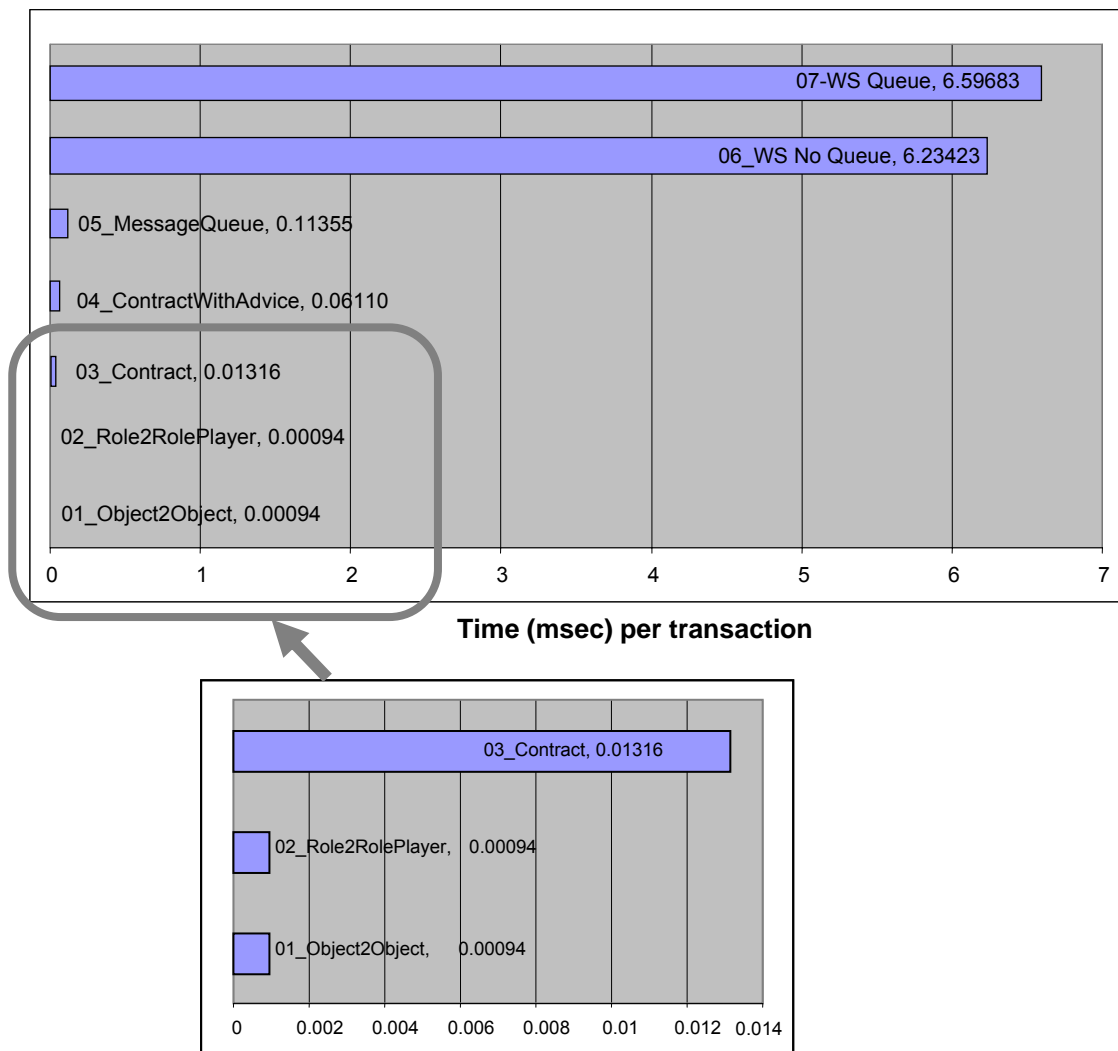 07-WS Queue, 6.59683
06_WS No Queue, 6.23423
05_MessageQueue, 0.11355
04_ContractWithAdvice, 0.06110
03_Contract, 0.01316
02_Role2RolePlayer, 0.00094
01_Object2Object, 0.00094
0 1 2 3 4 5 6 7
Time (msec) per transaction
03_Contract, 0.01316
02_Role2RolePlayer, 0.00094
01_Object2Object, 0.00094
0 0.002 0.004 0.006 0.008 0.01 0.012 0.014